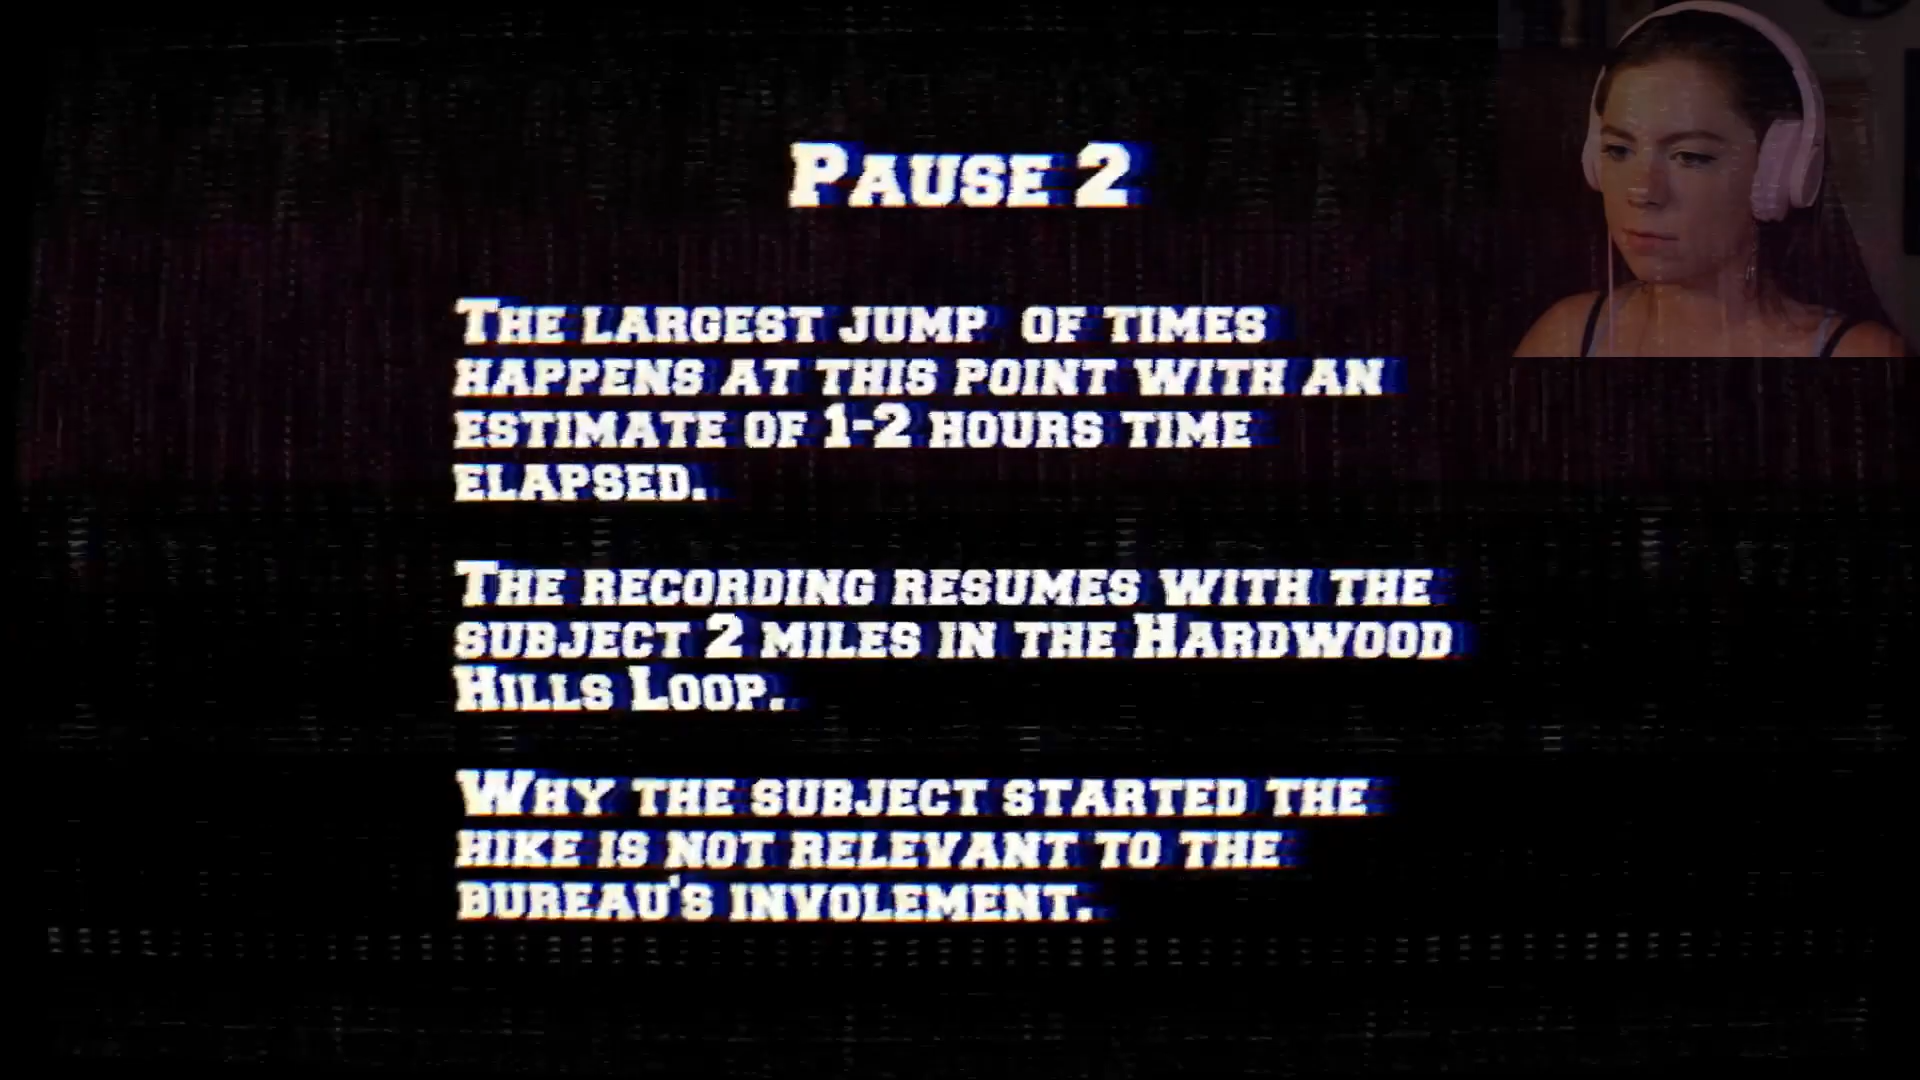 Pause 2
The largest jump of times
happens at this point with an
estimate of 1-2 hours time
elapsed.
The recording resumes with the
subject 2 miles in the Hardwood
Hills Loop.
Why the subject started the
hike is not relevant to the
bureau's involement.